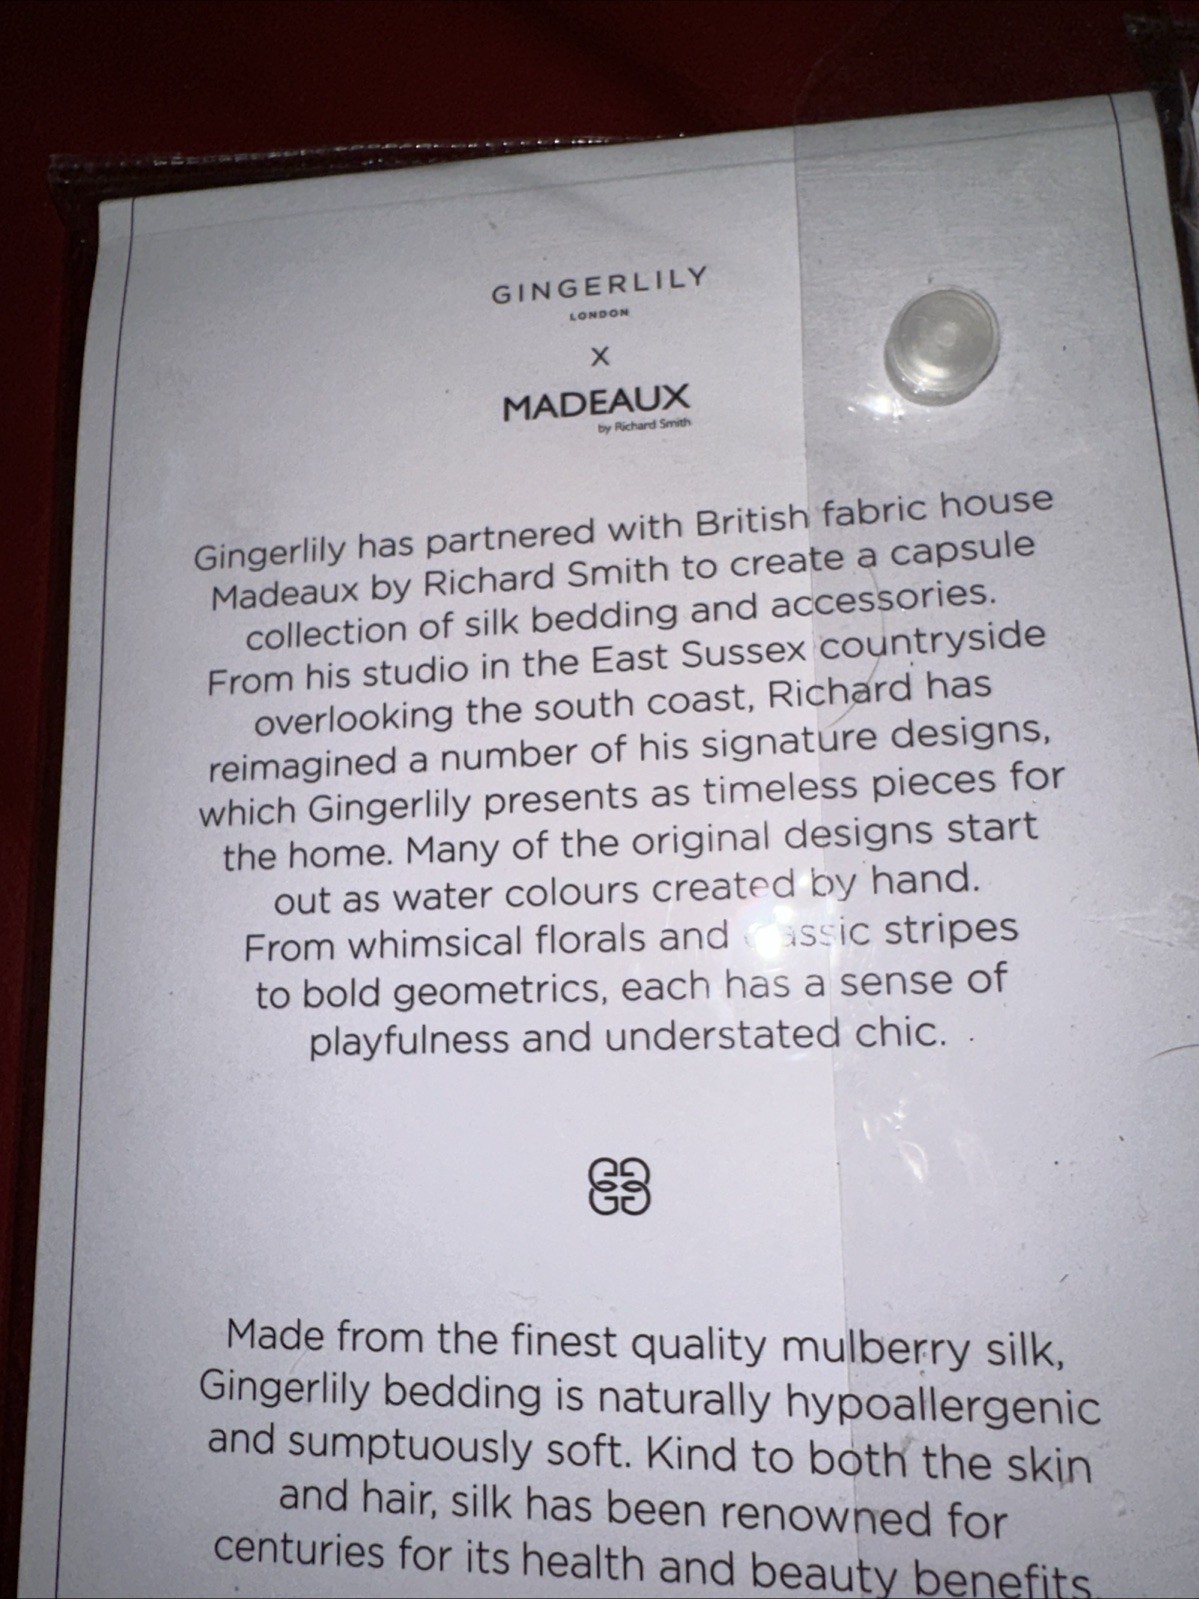 GINGERLILY
LONDON
X
MADEAUX
by Richard Smith
Gingerlily has partnered with British fabric house
Madeaux by Richard Smith to create a capsule
collection of silk bedding and accessories.
From his studio in the East Sussex countryside
overlooking the south coast, Richard has
reimagined a number of his signature designs,
which Gingerlily presents as timeless pieces for
the home. Many of the original designs start
out as water colours created by hand.
From whimsical florals and classic stripes
to bold geometrics, each has a sense of
playfulness and understated chic.
Made from the finest quality mulberry silk,
Gingerlily bedding is naturally hypoallergenic
and sumptuously soft. Kind to both the skin
and hair, silk has been renowned for
centuries for its health and beauty benefits.